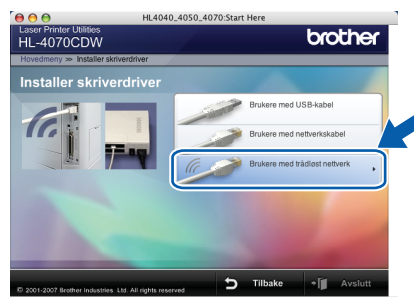 HL4040_4050_4070:Start Here
Laser Printer Utilities
HL-4070CDW
brother
Hovedmeny >> Installer skriverdriver
Installer skriverdriver
Brukere med USB-kabel
Brukere med nettverkskabel
Brukere med trådløst nettverk
© 2001-2007 Brother Industries Ltd. All rights reserved
Tilbake
Avslutt